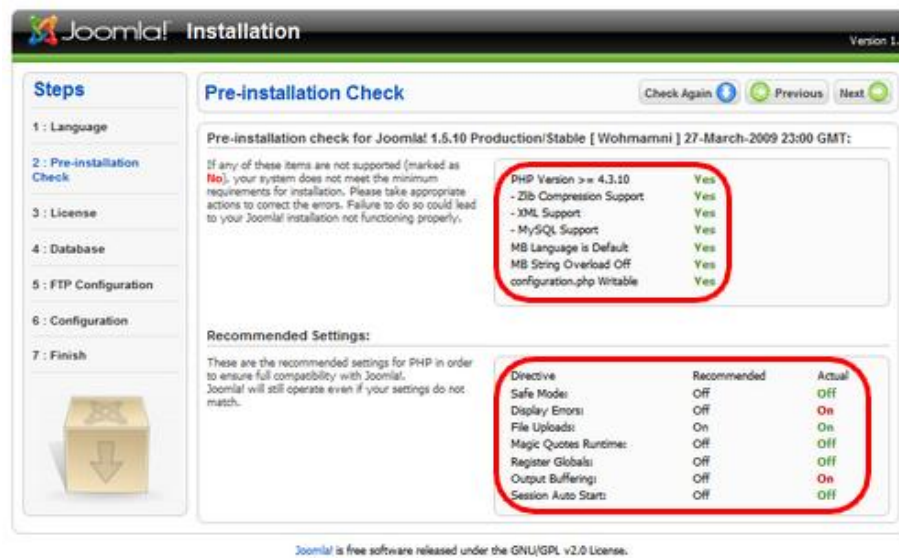 Joomla! Installation
Version 1.
Steps
1 : Language
2 : Pre-installation
Check
3 : License
4 : Database
5 : FTP Configuration
6 : Configuration
7 : Finish
Pre-installation Check
Check Again Previous Next
Pre-installation check for Joomla! 1.5.10 Production/Stable [ Wohmamni ] 27-March-2009 23:00 GMT:
If any of these items are not supported (marked as
No), your system does not meet the minimum
requirements for installation. Please take appropriate
actions to correct the errors. Failure to do so could lead
to your Joomla! installation not functioning properly.
PHP Version >= 4.3.10 Yes
- Zlib Compression Support Yes
- XML Support Yes
- MySQL Support Yes
MB Language is Default Yes
MB String Overload Off Yes
configuration.php Writable Yes
Recommended Settings:
These are the recommended settings for PHP in order
to ensure full compatibility with Joomla!.
Joomla! will still operate even if your settings do not
match.
Directive Recommended Actual
Safe Mode: Off Off
Display Errors: Off On
File Uploads: On On
Magic Quotes Runtime: Off Off
Register Globals: Off Off
Output Buffering: Off On
Session Auto Start: Off Off
Joomla! is free software released under the GNU/GPL v2.0 License.